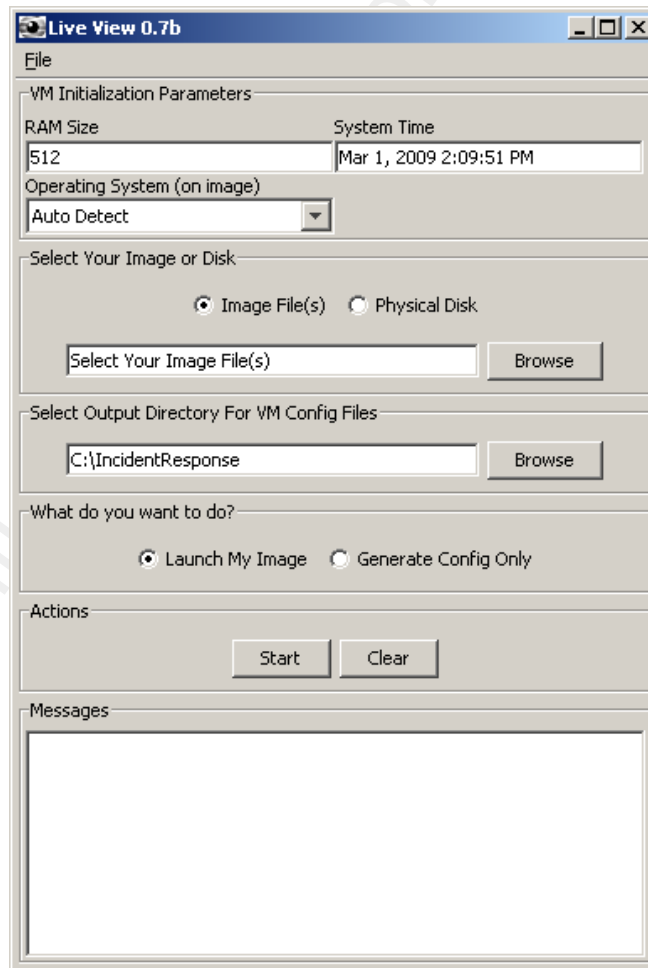 Live View 0.7b
File
VM Initialization Parameters
RAM Size System Time
512 Mar 1, 2009 2:09:51 PM
Operating System (on image)
Auto Detect
Select Your Image or Disk
Image File(s) Physical Disk
Select Your Image File(s) Browse
Select Output Directory For VM Config Files
C:\IncidentResponse Browse
What do you want to do?
Launch My Image Generate Config Only
Actions
Start Clear
Messages